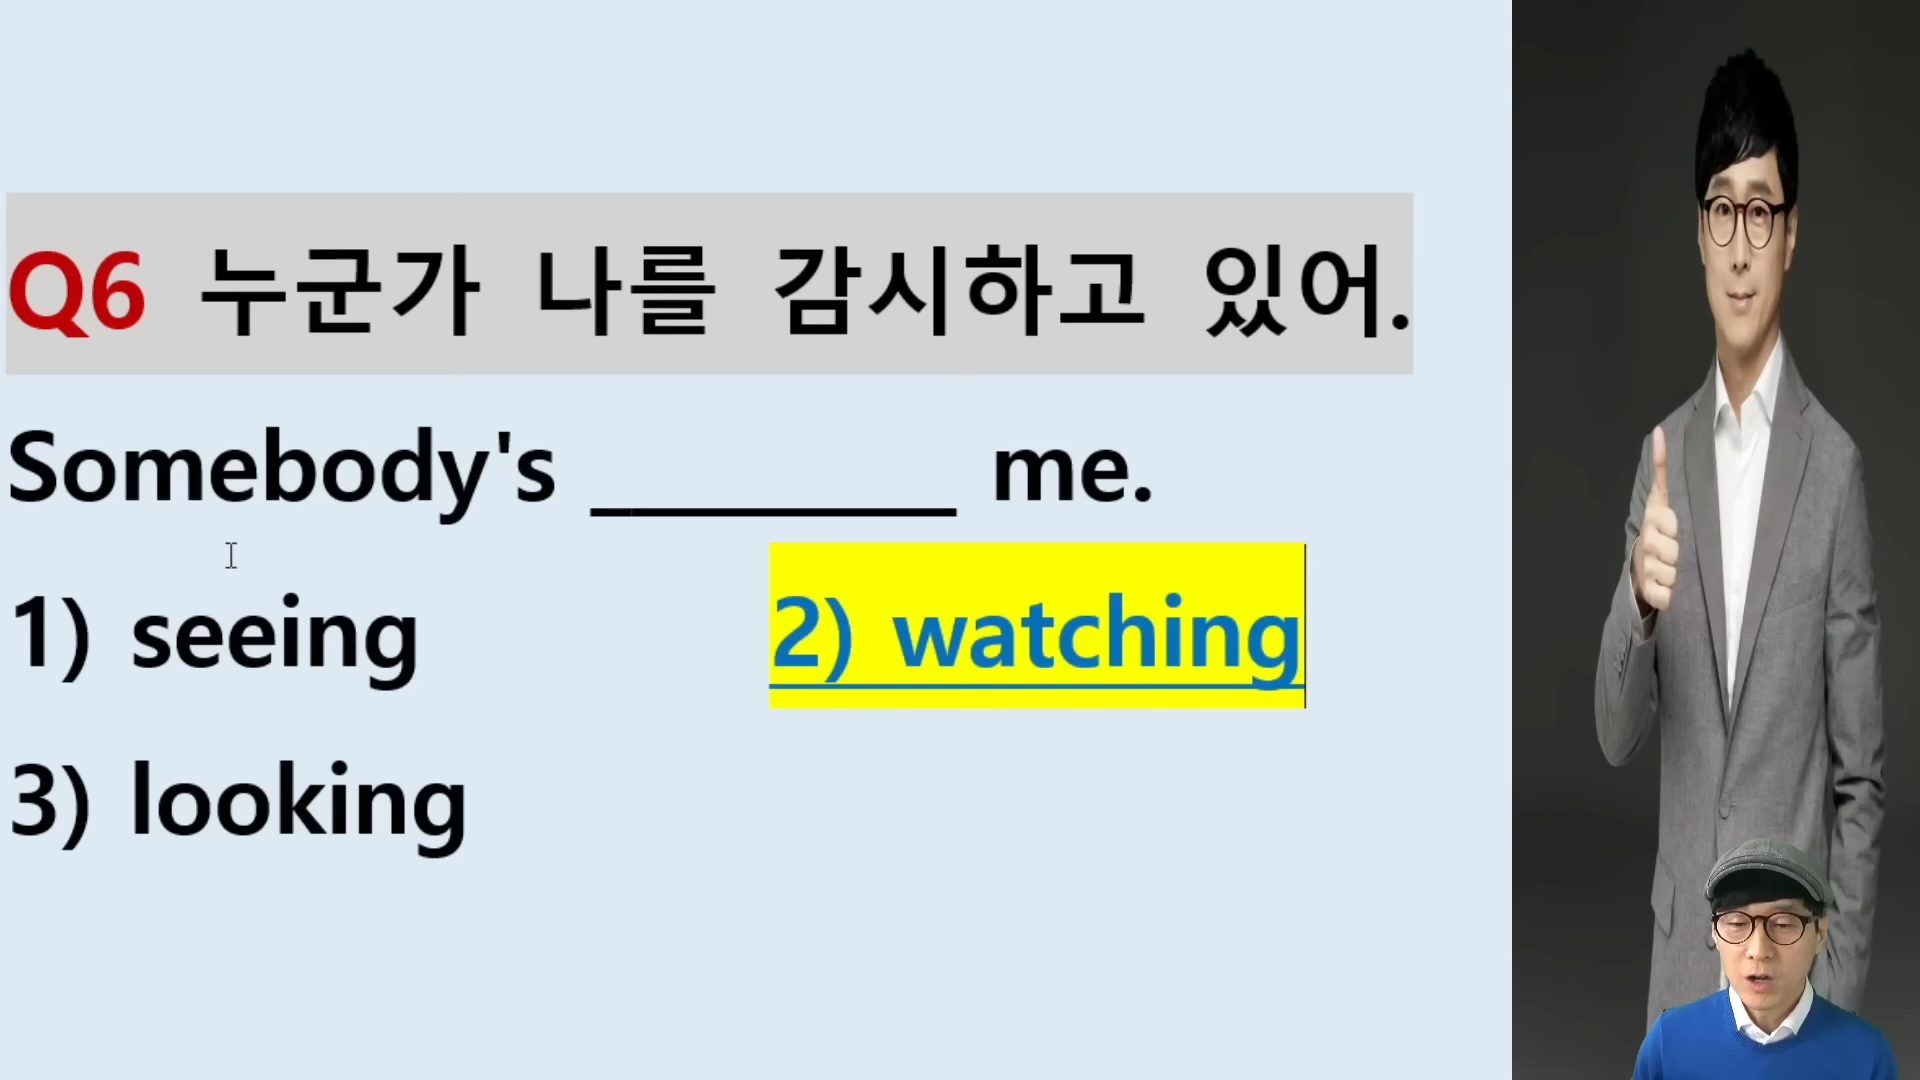 Q6 누군가 나를 감시하고 있어.
Somebody's ________ me.
1) seeing 2) watching
3) looking